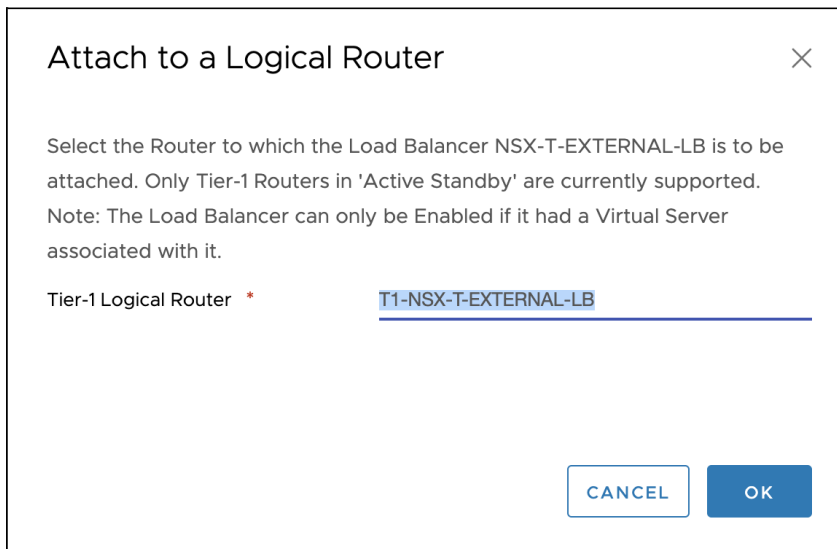 Attach to a Logical Router
Select the Router to which the Load Balancer NSX-T-EXTERNAL-LB is to be
attached. Only Tier-1 Routers in 'Active Standby' are currently supported.
Note: The Load Balancer can only be Enabled if it had a Virtual Server
associated with it.
Tier-1 Logical Router * T1-NSX-T-EXTERNAL-LB
CANCEL OK